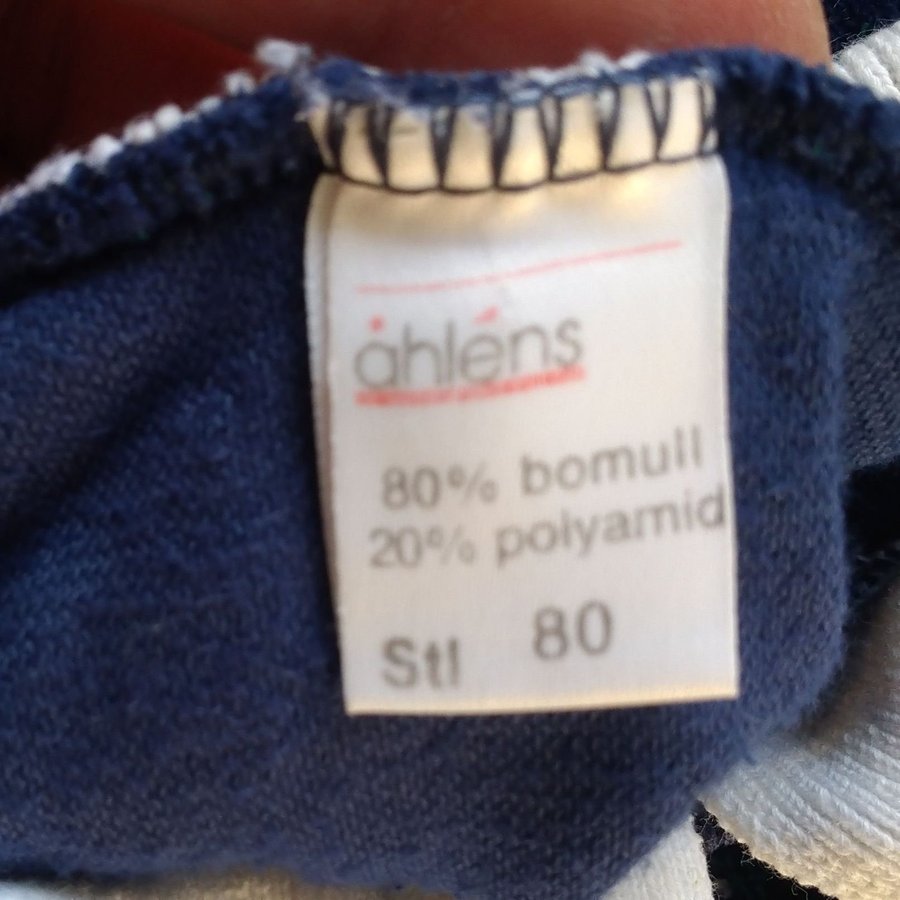 åhléns
80% bomull
20% polyamid
Stl 80